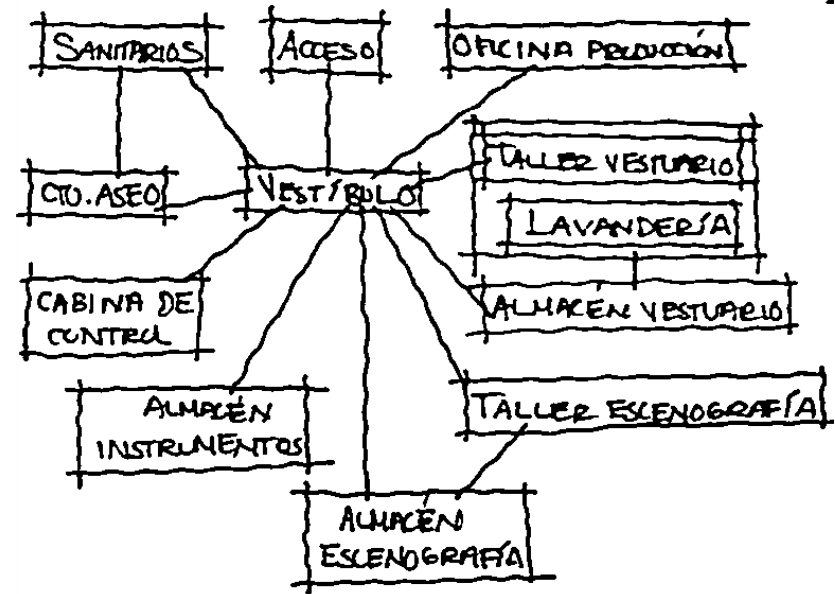 SANITARIOS
ACCESO
OFICINA PRODUCCIÓN
TALLER VESTUARIO
CTO. ASEO
VESTÍBULO
LAVANDERÍA
CABINA DE
CONTROL
ALMACÉN VESTUARIO
ALMACÉN
INSTRUMENTOS
TALLER ESCENOGRAFÍA
ALMACÉN
ESCENOGRAFÍA